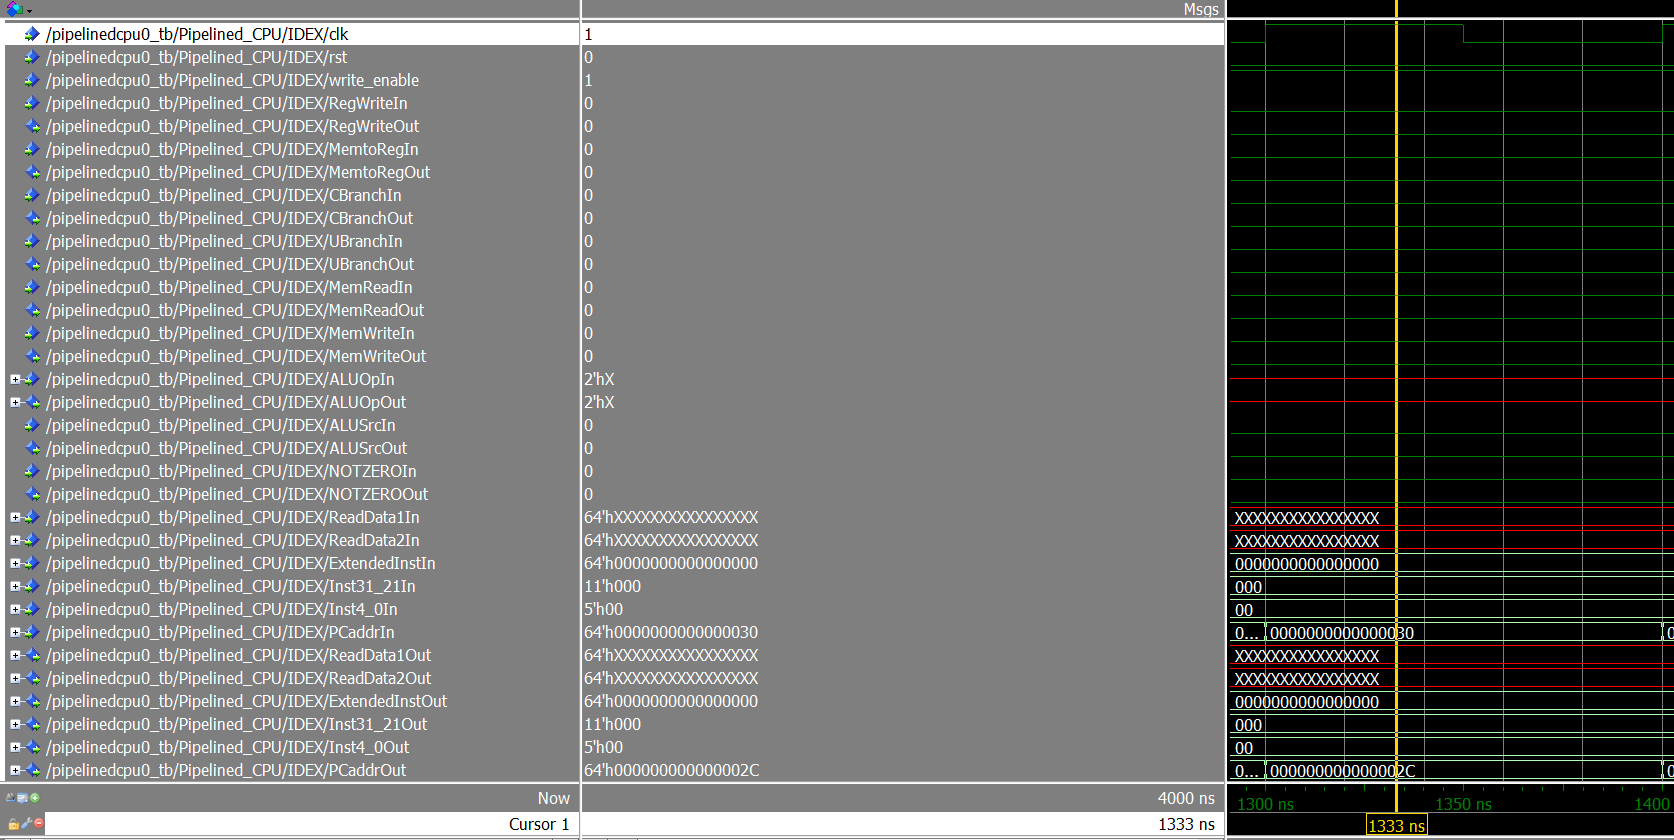 Msgs
/pipelinedcpu0_tb/Pipelined_CPU/IDEX/clk 1
/pipelinedcpu0_tb/Pipelined_CPU/IDEX/rst 0
/pipelinedcpu0_tb/Pipelined_CPU/IDEX/write_enable 1
/pipelinedcpu0_tb/Pipelined_CPU/IDEX/RegWriteIn 0
/pipelinedcpu0_tb/Pipelined_CPU/IDEX/RegWriteOut 0
/pipelinedcpu0_tb/Pipelined_CPU/IDEX/MemtoRegIn 0
/pipelinedcpu0_tb/Pipelined_CPU/IDEX/MemtoRegOut 0
/pipelinedcpu0_tb/Pipelined_CPU/IDEX/CBranchIn 0
/pipelinedcpu0_tb/Pipelined_CPU/IDEX/CBranchOut 0
/pipelinedcpu0_tb/Pipelined_CPU/IDEX/UBranchIn 0
/pipelinedcpu0_tb/Pipelined_CPU/IDEX/UBranchOut 0
/pipelinedcpu0_tb/Pipelined_CPU/IDEX/MemReadIn 0
/pipelinedcpu0_tb/Pipelined_CPU/IDEX/MemReadOut 0
/pipelinedcpu0_tb/Pipelined_CPU/IDEX/MemWriteIn 0
/pipelinedcpu0_tb/Pipelined_CPU/IDEX/MemWriteOut 0
/pipelinedcpu0_tb/Pipelined_CPU/IDEX/ALUOpIn 2'hX
/pipelinedcpu0_tb/Pipelined_CPU/IDEX/ALUOpOut 2'hX
/pipelinedcpu0_tb/Pipelined_CPU/IDEX/ALUSrcIn 0
/pipelinedcpu0_tb/Pipelined_CPU/IDEX/ALUSrcOut 0
/pipelinedcpu0_tb/Pipelined_CPU/IDEX/NOTZEROIn 0
/pipelinedcpu0_tb/Pipelined_CPU/IDEX/NOTZEROOut 0
/pipelinedcpu0_tb/Pipelined_CPU/IDEX/ReadData1In 64'hXXXXXXXXXXXXXXXX XXXXXXXXXXXXXXXX
/pipelinedcpu0_tb/Pipelined_CPU/IDEX/ReadData2In 64'hXXXXXXXXXXXXXXXX XXXXXXXXXXXXXXXX
/pipelinedcpu0_tb/Pipelined_CPU/IDEX/ExtendedInstIn 64'h0000000000000000 0000000000000000
/pipelinedcpu0_tb/Pipelined_CPU/IDEX/Inst31_21In 11'h000 000
/pipelinedcpu0_tb/Pipelined_CPU/IDEX/Inst4_0In 5'h00 00
/pipelinedcpu0_tb/Pipelined_CPU/IDEX/PCaddrIn 64'h0000000000000030 0... 0000000000000030 0
/pipelinedcpu0_tb/Pipelined_CPU/IDEX/ReadData1Out 64'hXXXXXXXXXXXXXXXX XXXXXXXXXXXXXXXX
/pipelinedcpu0_tb/Pipelined_CPU/IDEX/ReadData2Out 64'hXXXXXXXXXXXXXXXX XXXXXXXXXXXXXXXX
/pipelinedcpu0_tb/Pipelined_CPU/IDEX/ExtendedInstOut 64'h0000000000000000 0000000000000000
/pipelinedcpu0_tb/Pipelined_CPU/IDEX/Inst31_21Out 11'h000 000
/pipelinedcpu0_tb/Pipelined_CPU/IDEX/Inst4_0Out 5'h00 00
/pipelinedcpu0_tb/Pipelined_CPU/IDEX/PCaddrOut 64'h000000000000002C 0... 000000000000002C 0
Now 4000 ns 1300 ns 1350 ns 1400
Cursor 1 1333 ns 1333 ns